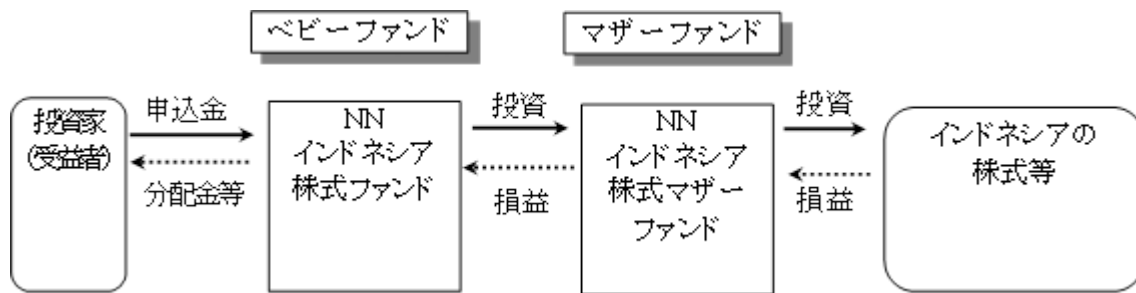 ベビーファンド
マザーファンド
投資家
(受益者)
申込金
分配金等
NN
インドネシア
株式ファンド
投資
損益
NN
インドネシア
株式マザー
ファンド
投資
損益
インドネシアの
株式等